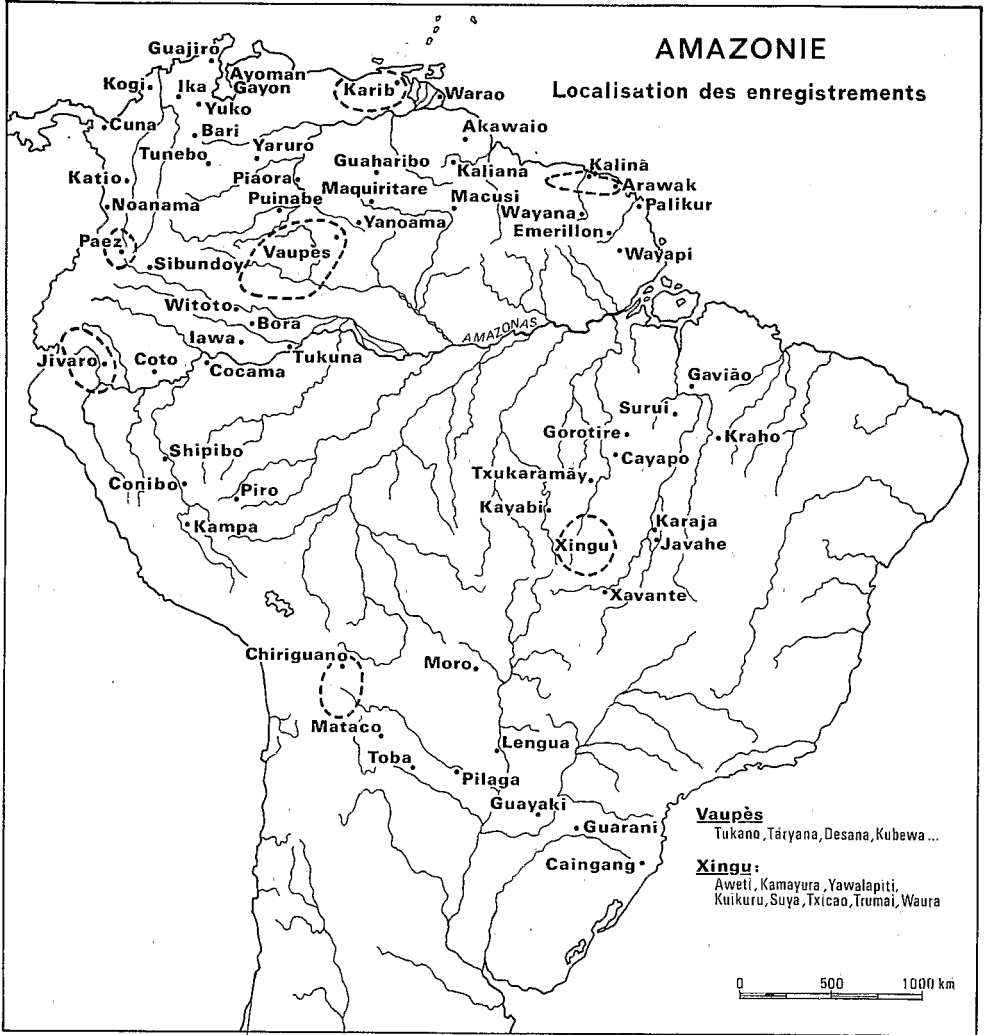 AMAZONIE
Localisation des enregistrements
Guajiro
Kogi
Ika
Ayoman
Gayon
Karib
Warao
Yuko
Cuna
Bari
Akawaio
Tunebo
Yaruro
Guaharibo
Kaliana
Kalinã
Katio
Piaora
Maquiritare
Macusi
Arawak
Noanama
Puinabe
Yanoama
Wayana
Palikur
Emerillon
Paez
Vaupès
Wayapi
Sibundoy
Witoto
Bora
AMAZONAS
Iawa
Tukuna
Jivaro
Coto
Cocama
Gavião
Surui
Gorotire
Kraho
Shipibo
Cayapo
Txukaramãy
Conibo
Piro
Kayabi
Kampa
Karaja
Xingu
Javahe
Xavante
Chiriguano
Moro
Mataco
Lengua
Toba
Pilaga
Guayaki
Guarani
Caingang
Vaupès
Tukano, Taryana, Desana, Kubewa ...
Xingu:
Aweti, Kamayura, Yawalapiti,
Kuikuru, Suya, Txicao, Trumai, Waura
0 500 1000 km